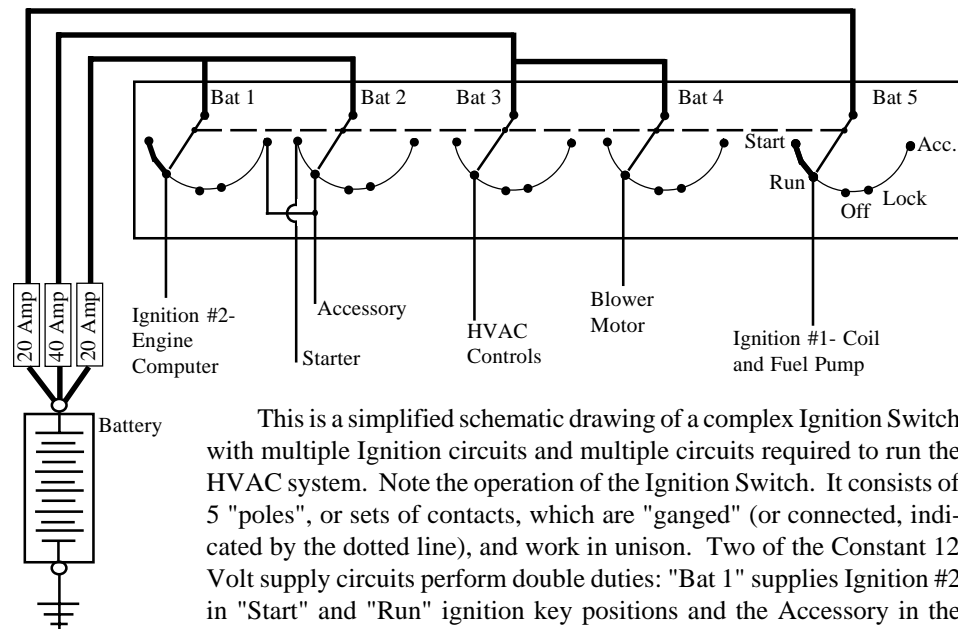 Bat 1
Bat 2
Bat 3
Bat 4
Bat 5
Start
Acc.
Run
Lock
Off
20 Amp
40 Amp
20 Amp
Ignition #2-
Engine
Computer
Accessory
Starter
HVAC
Controls
Blower
Motor
Ignition #1- Coil
and Fuel Pump
Battery
This is a simplified schematic drawing of a complex Ignition Switch
with multiple Ignition circuits and multiple circuits required to run the
HVAC system. Note the operation of the Ignition Switch. It consists of
5 "poles", or sets of contacts, which are "ganged" (or connected, indi-
cated by the dotted line), and work in unison. Two of the Constant 12
Volt supply circuits perform double duties: "Bat 1" supplies Ignition #2
in "Start" and "Run" ignition key positions and the Accessory in the